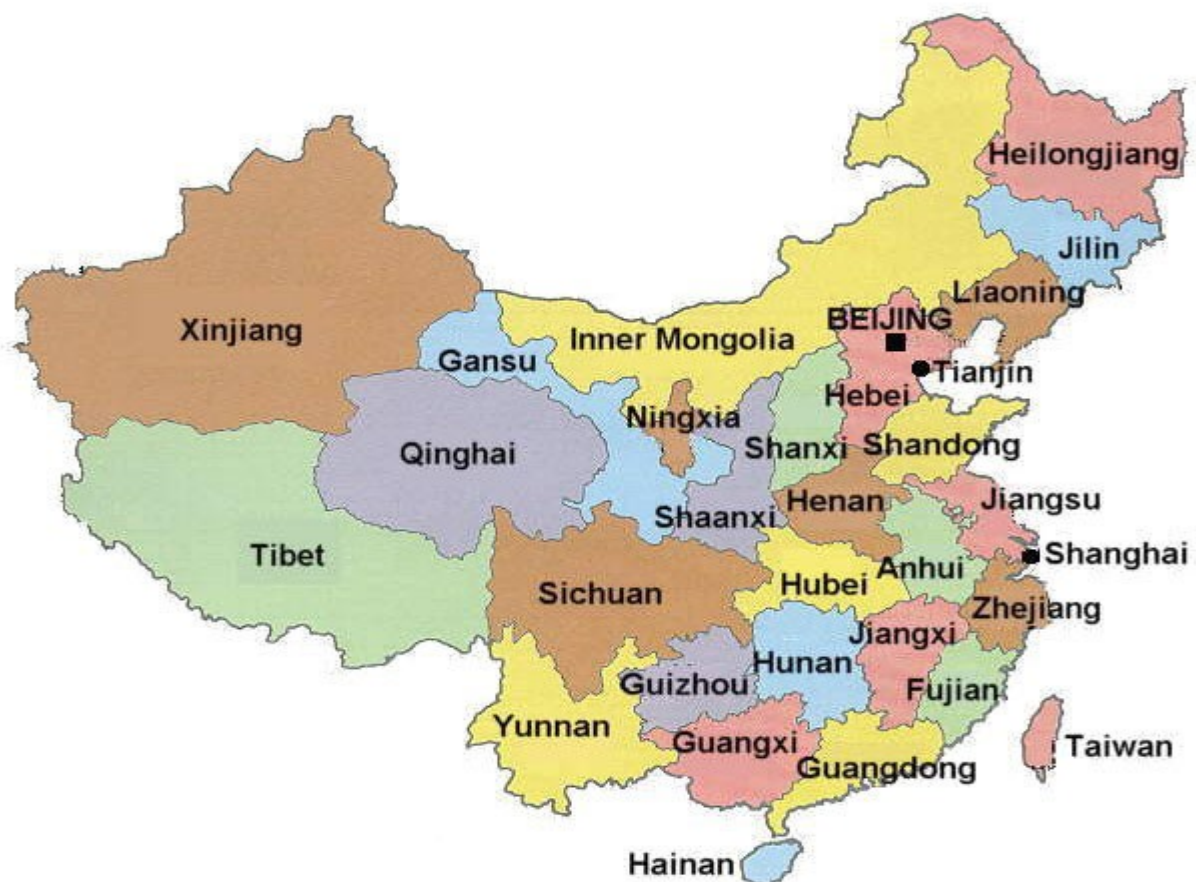 Heilongjiang
Jilin
Liaoning
BEIJING
Xinjiang
Inner Mongolia
Gansu
Tianjin
Hebei
Ningxia
Qinghai
Shanxi
Shandong
Jiangsu
Henan
Shaanxi
Tibet
Shanghai
Anhui
Hubei
Sichuan
Zhejiang
Jiangxi
Hunan
Guizhou
Fujian
Yunnan
Guangxi
Taiwan
Guangdong
Hainan